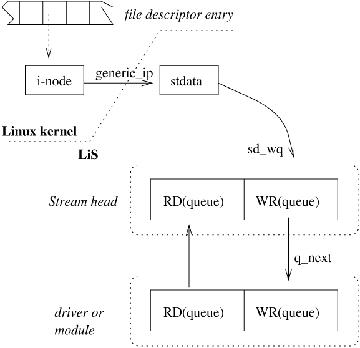 file descriptor entry
generic_ip
i-node
stdata
Linux kernel
LiS
sd_wq
Stream head
RD(queue)
WR(queue)
q_next
driver or
module
RD(queue)
WR(queue)